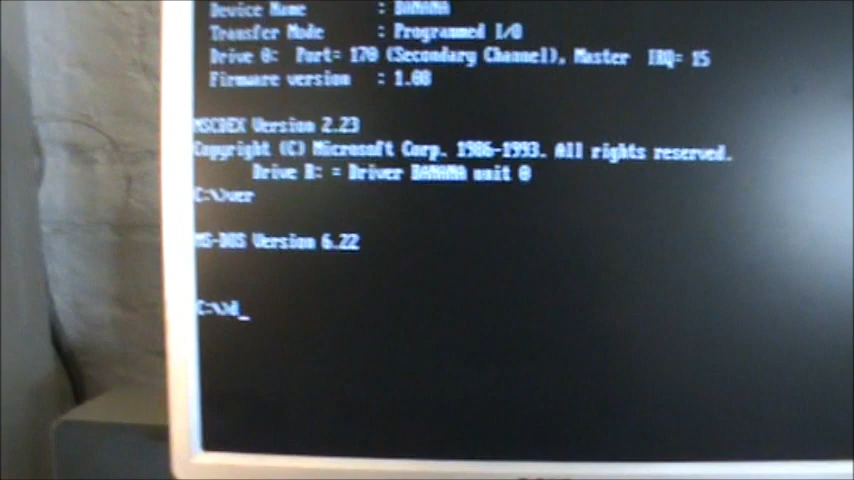 Device Name : BANANA
Transfer Mode : Programmed I/O
Drive 0: Port= 170 (Secondary Channel), Master IRQ= 15
Firmware version : 1.08
MSCDEX Version 2.23
Copyright (C) Microsoft Corp. 1986-1993. All rights reserved.
Drive D: = Driver BANANA unit 0
C:\>ver
MS-DOS Version 6.22
C:\>d_